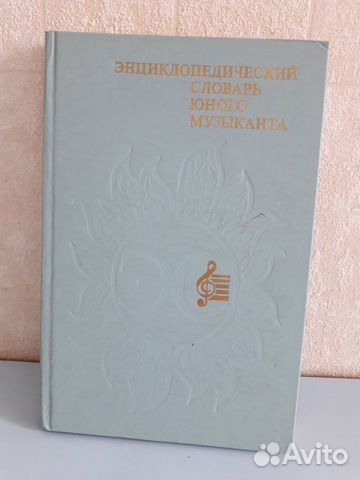 ЭНЦИКЛОПЕДИЧЕСКИЙ
СЛОВАРЬ
ЮНОГО
МУЗЫКАНТА
Avito